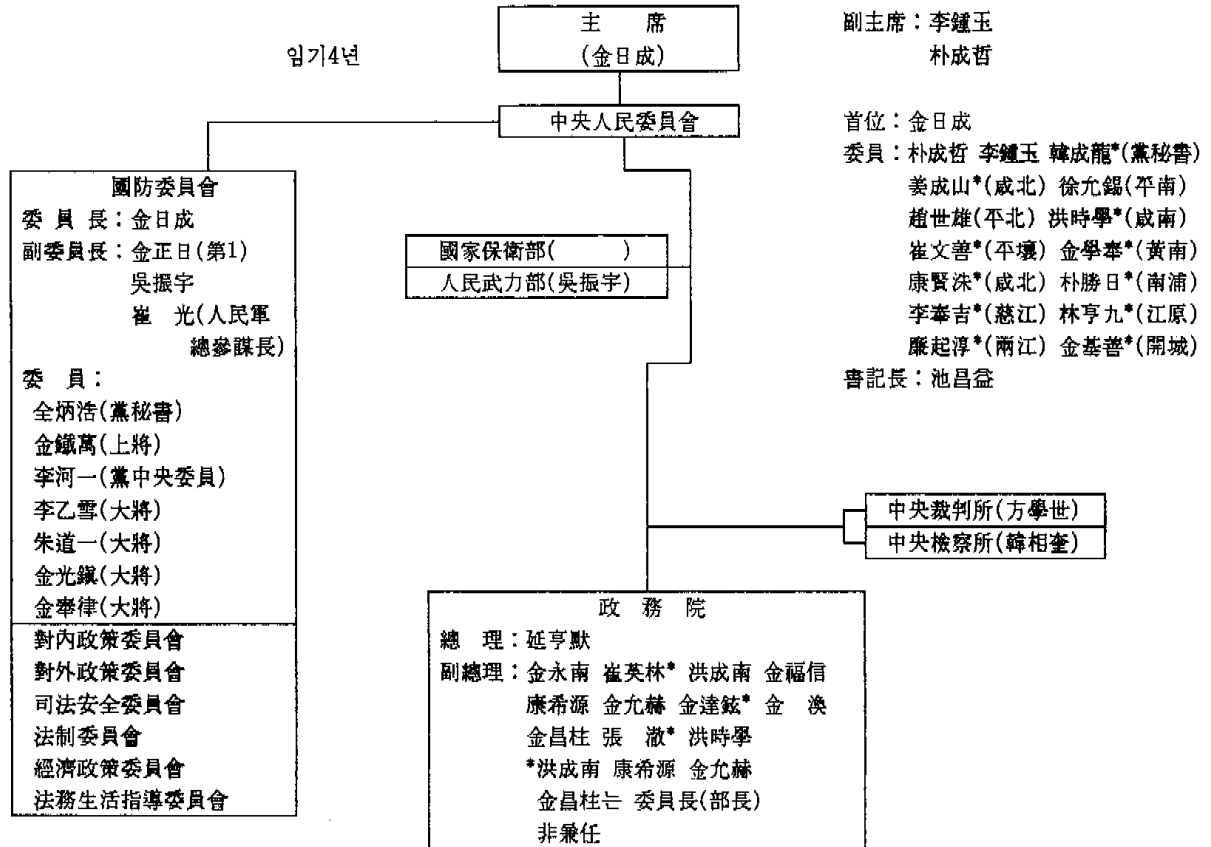 主 席
(金日成)
임기4년
副主席：李鍾玉
朴成哲
中央人民委員會
首位：金日成
委員：朴成哲 李鍾玉 韓成龍*(黨秘書)
姜成山*(咸北) 徐允錫(平南)
趙世雄(平北) 洪時學*(咸南)
崔文善*(平壤) 金學奉*(黃南)
康賢洙*(咸北) 朴勝日*(南浦)
李奉吉*(慈江) 林亨九*(江原)
廉起淳*(兩江) 金基善*(開城)
書記長：池昌益
國防委員會
委 員 長：金日成
副委員長：金正日(第1)
吳振宇
崔 光(人民軍
總參謀長)
委 員：
全炳浩(黨秘書)
金鐵萬(上將)
李河一(黨中央委員)
李乙雪(大將)
朱道一(大將)
金光鎭(大將)
金奉律(大將)
對內政策委員會
對外政策委員會
司法安全委員會
法制委員會
經濟政策委員會
法務生活指導委員會
國家保衛部( )
人民武力部(吳振宇)
中央裁判所(方學世)
中央檢察所(韓相奎)
政 務 院
總 理：延亨默
副總理：金永南 崔英林* 洪成南 金福信
康希源 金允赫 金達鉉* 金 渙
金昌柱 張 澈* 洪時學
*洪成南 康希源 金允赫
金昌柱는 委員長(部長)
非兼任